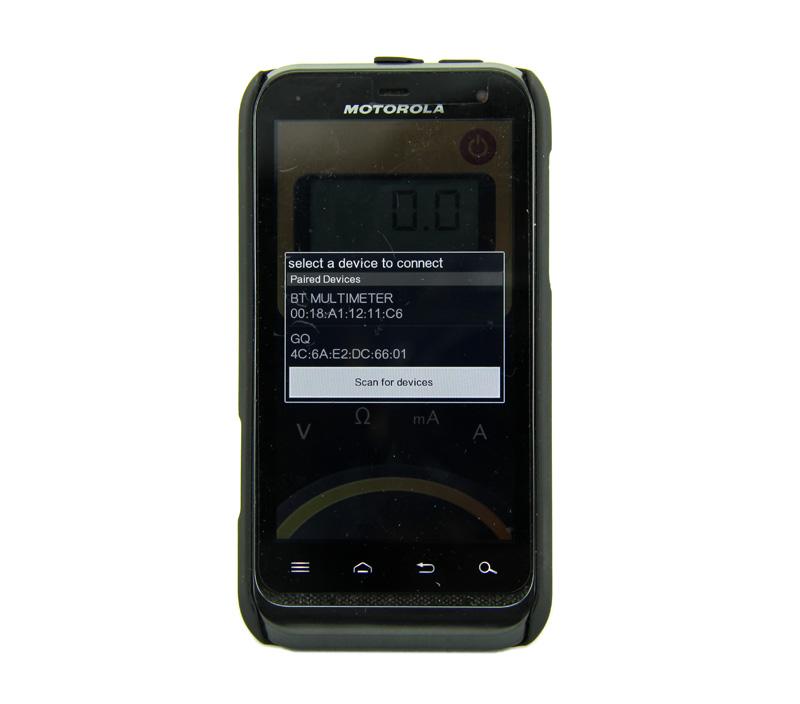 MOTOROLA
0.0
select a device to connect
Paired Devices
BT MULTIMETER
00:18:A1:12:11:C6
GQ
4C:6A:E2:DC:66:01
Scan for devices
V Ω mA A